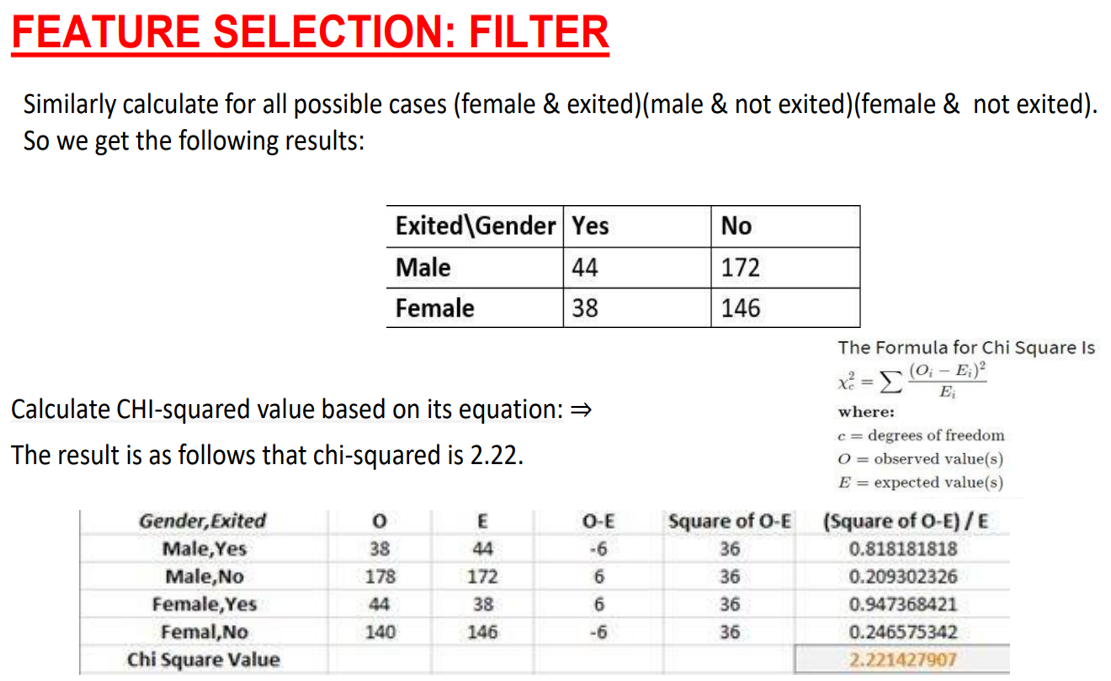 FEATURE SELECTION: FILTER
Similarly calculate for all possible cases (female & exited)(male & not exited)(female & not exited).
So we get the following results:
Exited\Gender Yes No
Male 44 172
Female 38 146
The Formula for Chi Square Is
χ²c = ∑ (Oᵢ − Eᵢ)² / Eᵢ
where:
c = degrees of freedom
O = observed value(s)
E = expected value(s)
Calculate CHI-squared value based on its equation: ⇒
The result is as follows that chi-squared is 2.22.
Gender,Exited O E O-E Square of O-E (Square of O-E) / E
Male,Yes 38 44 -6 36 0.818181818
Male,No 178 172 6 36 0.209302326
Female,Yes 44 38 6 36 0.947368421
Femal,No 140 146 -6 36 0.246575342
Chi Square Value 2.221427907